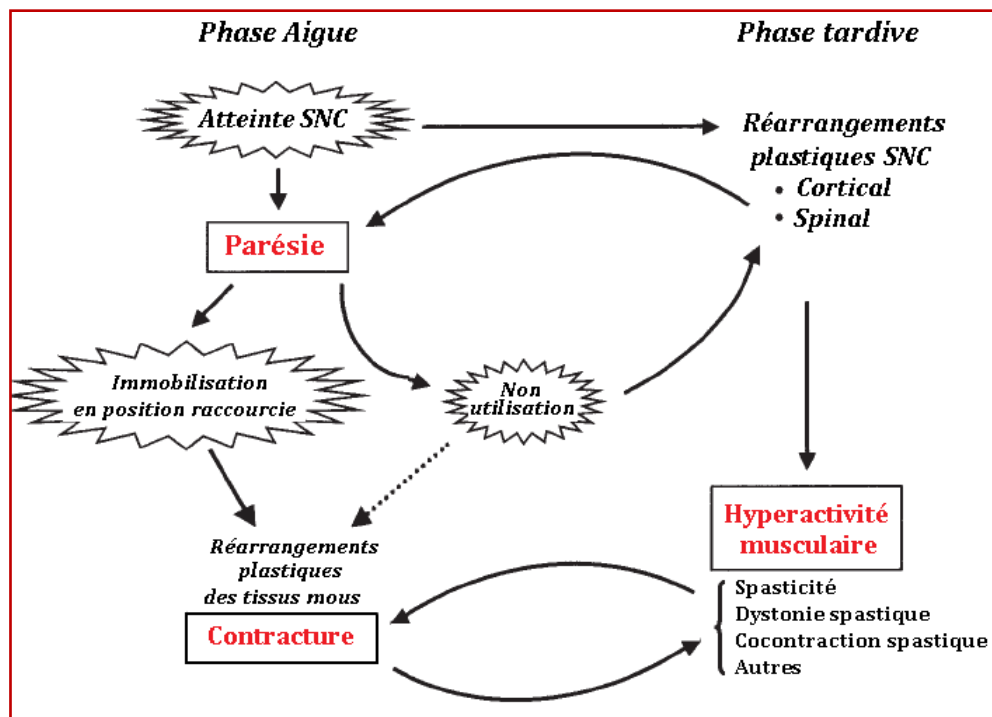 Phase Aigue
Phase tardive
Atteinte SNC
Réarrangements
plastiques SNC
• Cortical
• Spinal
Parésie
Immobilisation
en position raccourcie
Non
utilisation
Réarrangements
plastiques
des tissus mous
Contracture
Hyperactivité
musculaire
Spasticité
Dystonie spastique
Cocontraction spastique
Autres